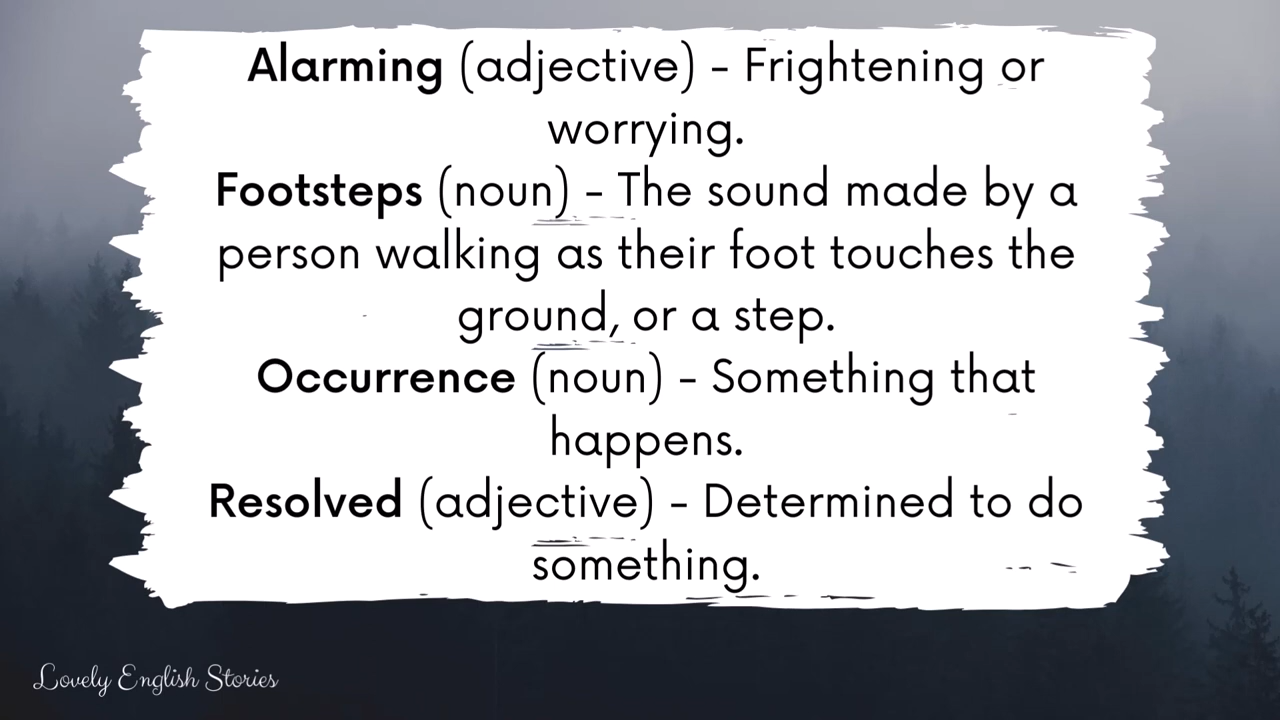 Alarming (adjective) - Frightening or
worrying.
Footsteps (noun) - The sound made by a
person walking as their foot touches the
ground, or a step.
Occurrence (noun) - Something that
happens.
Resolved (adjective) - Determined to do
something.
Lovely English Stories